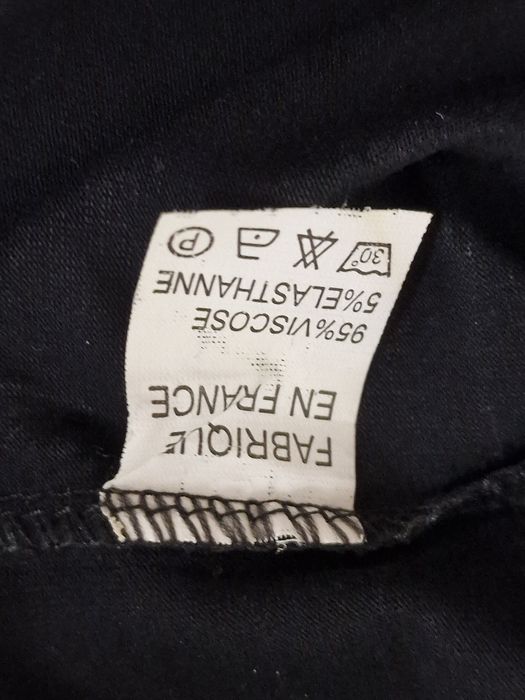 FABRIQUE
EN FRANCE
95%VISCOSE
5%ELASTHANNE
30° P